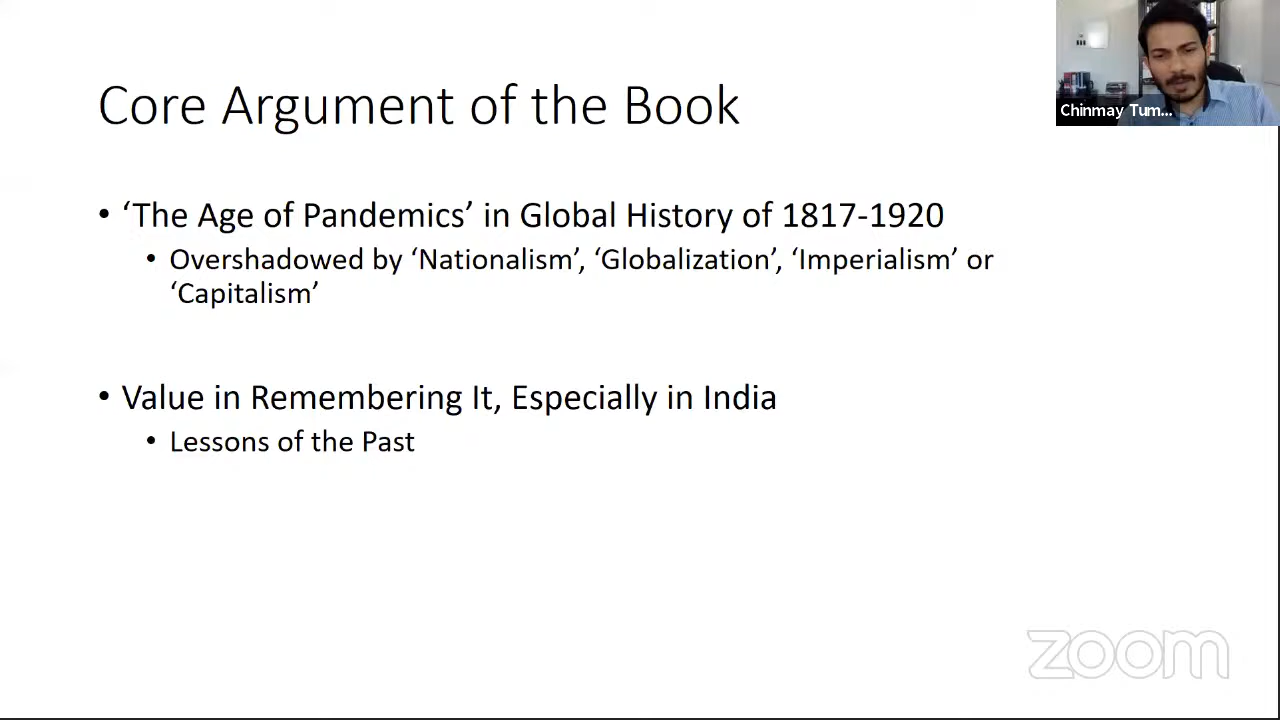 Core Argument of the Book
• ‘The Age of Pandemics’ in Global History of 1817-1920
• Overshadowed by ‘Nationalism’, ‘Globalization’, ‘Imperialism’ or
‘Capitalism’
• Value in Remembering It, Especially in India
• Lessons of the Past
Chinmay Tum...
zoom